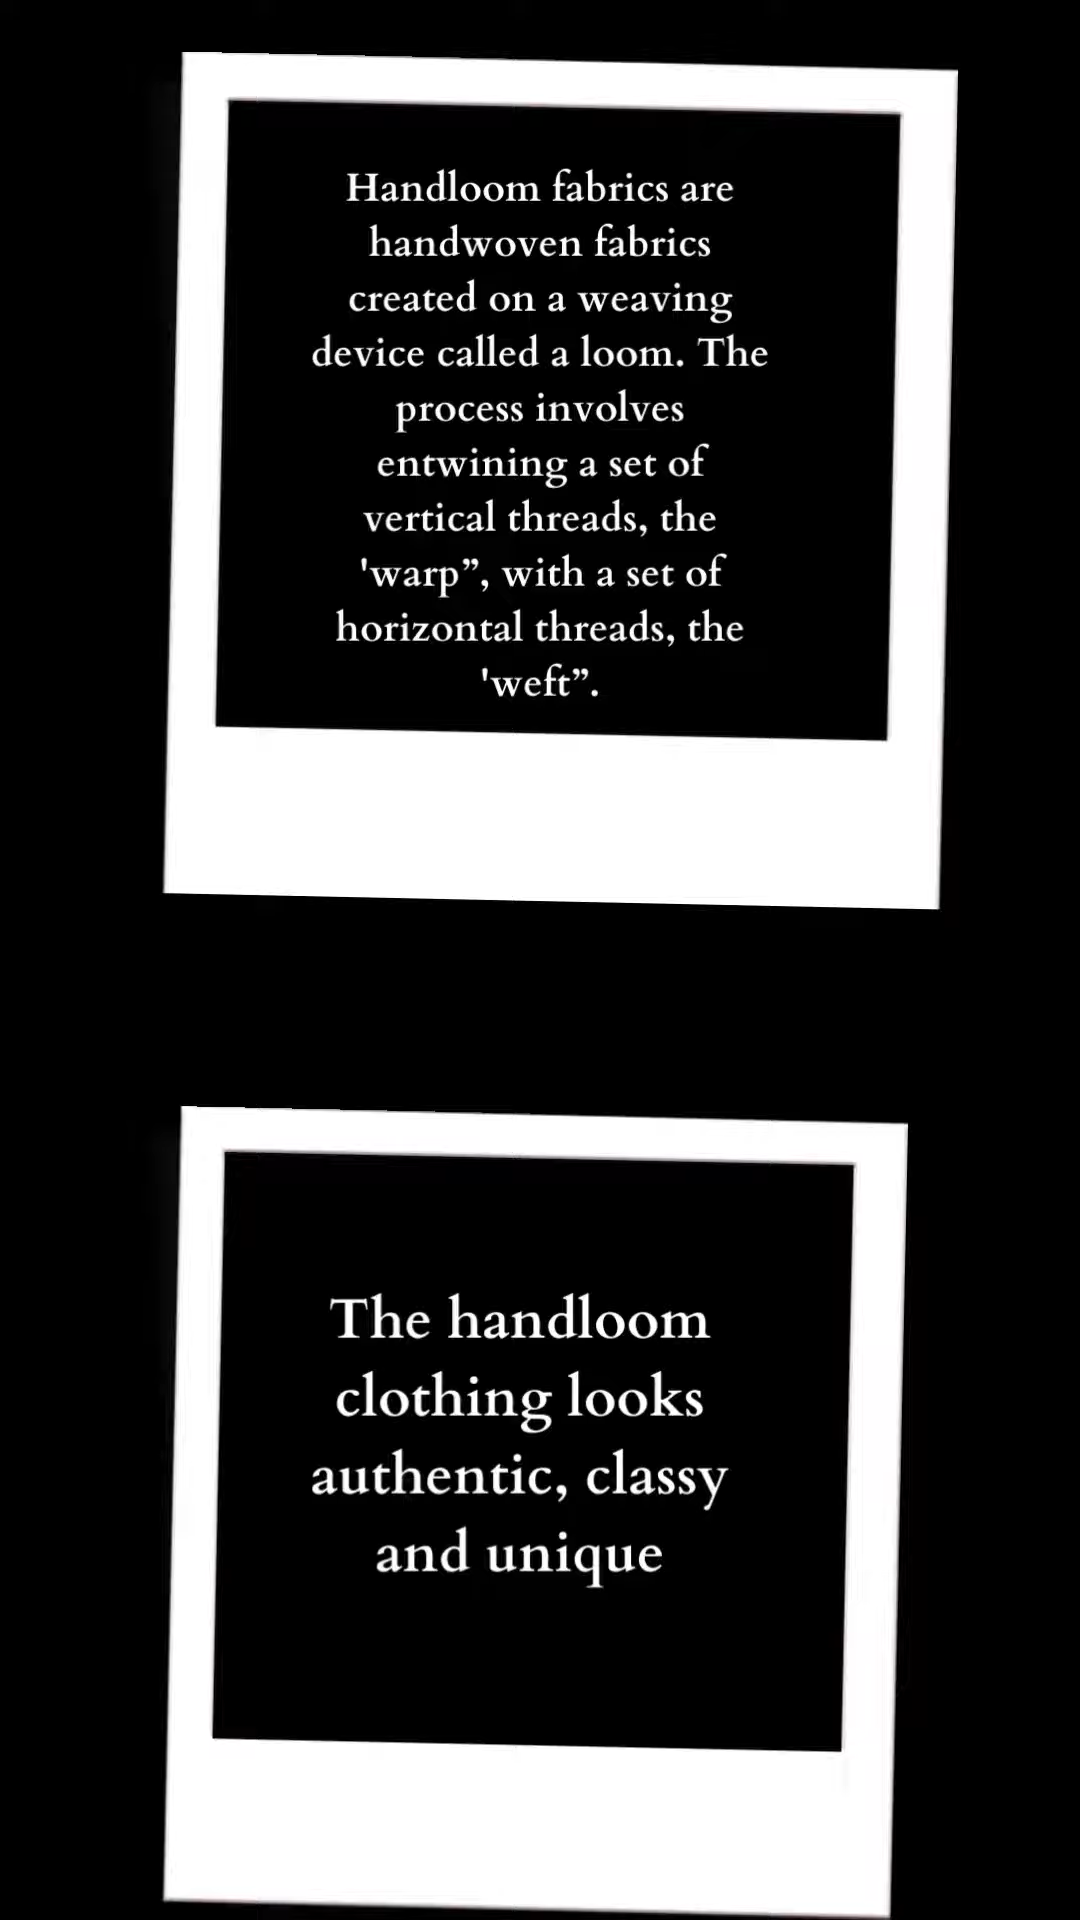 Handloom fabrics are
handwoven fabrics
created on a weaving
device called a loom. The
process involves
entwining a set of
vertical threads, the
'warp”, with a set of
horizontal threads, the
'weft”.
The handloom
clothing looks
authentic, classy
and unique